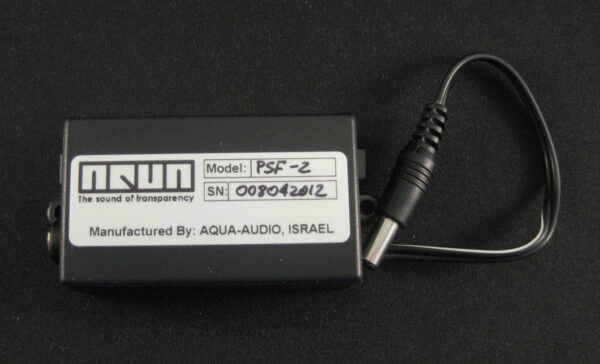 AQUA
The sound of transparency
Model: PSF-2
SN: 008042012
Manufactured By: AQUA-AUDIO, ISRAEL